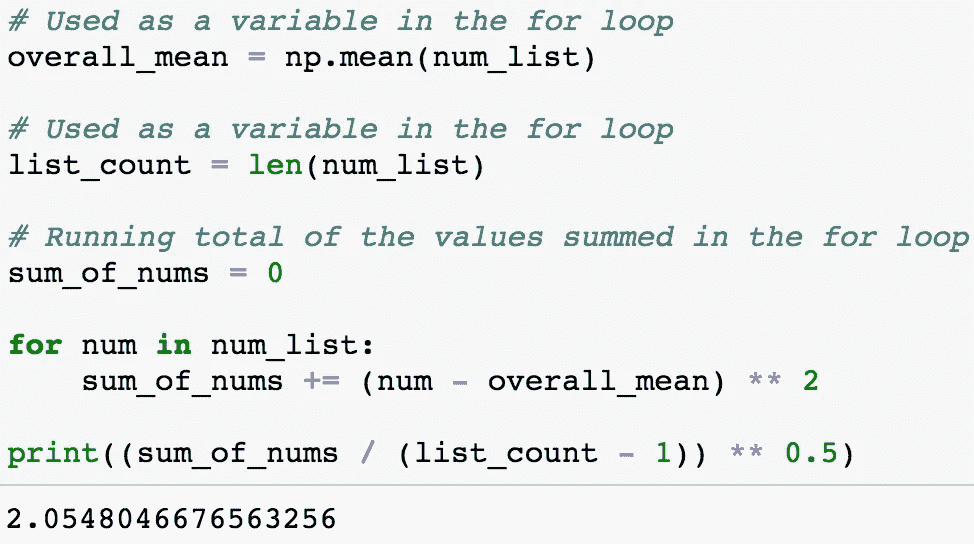 # Used as a variable in the for loop
overall_mean = np.mean(num_list)
# Used as a variable in the for loop
list_count = len(num_list)
# Running total of the values summed in the for loop
sum_of_nums = 0
for num in num_list:
    sum_of_nums += (num - overall_mean) ** 2
print((sum_of_nums / (list_count - 1)) ** 0.5)
2.0548046676563256